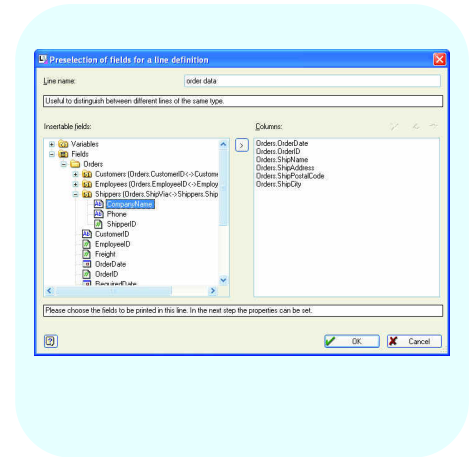 Preselection of fields for a line definition
Line name:
order data
Useful to distinguish between different lines of the same type.
Insertable fields:
Variables
Fields
Orders
Customers (Orders.CustomerID<->Custome
Employees (Orders.EmployeeID<->Employ
Shippers (Orders.ShipVia<->Shippers.Ship
CompanyName
Phone
ShipperID
CustomerID
EmployeeID
Freight
OrderDate
OrderID
RequiredDate
Columns:
Orders.OrderDate
Orders.OrderID
Orders.ShipName
Orders.ShipAddress
Orders.ShipPostalCode
Orders.ShipCity
Please choose the fields to be printed in this line. In the next step the properties can be set.
OK
Cancel